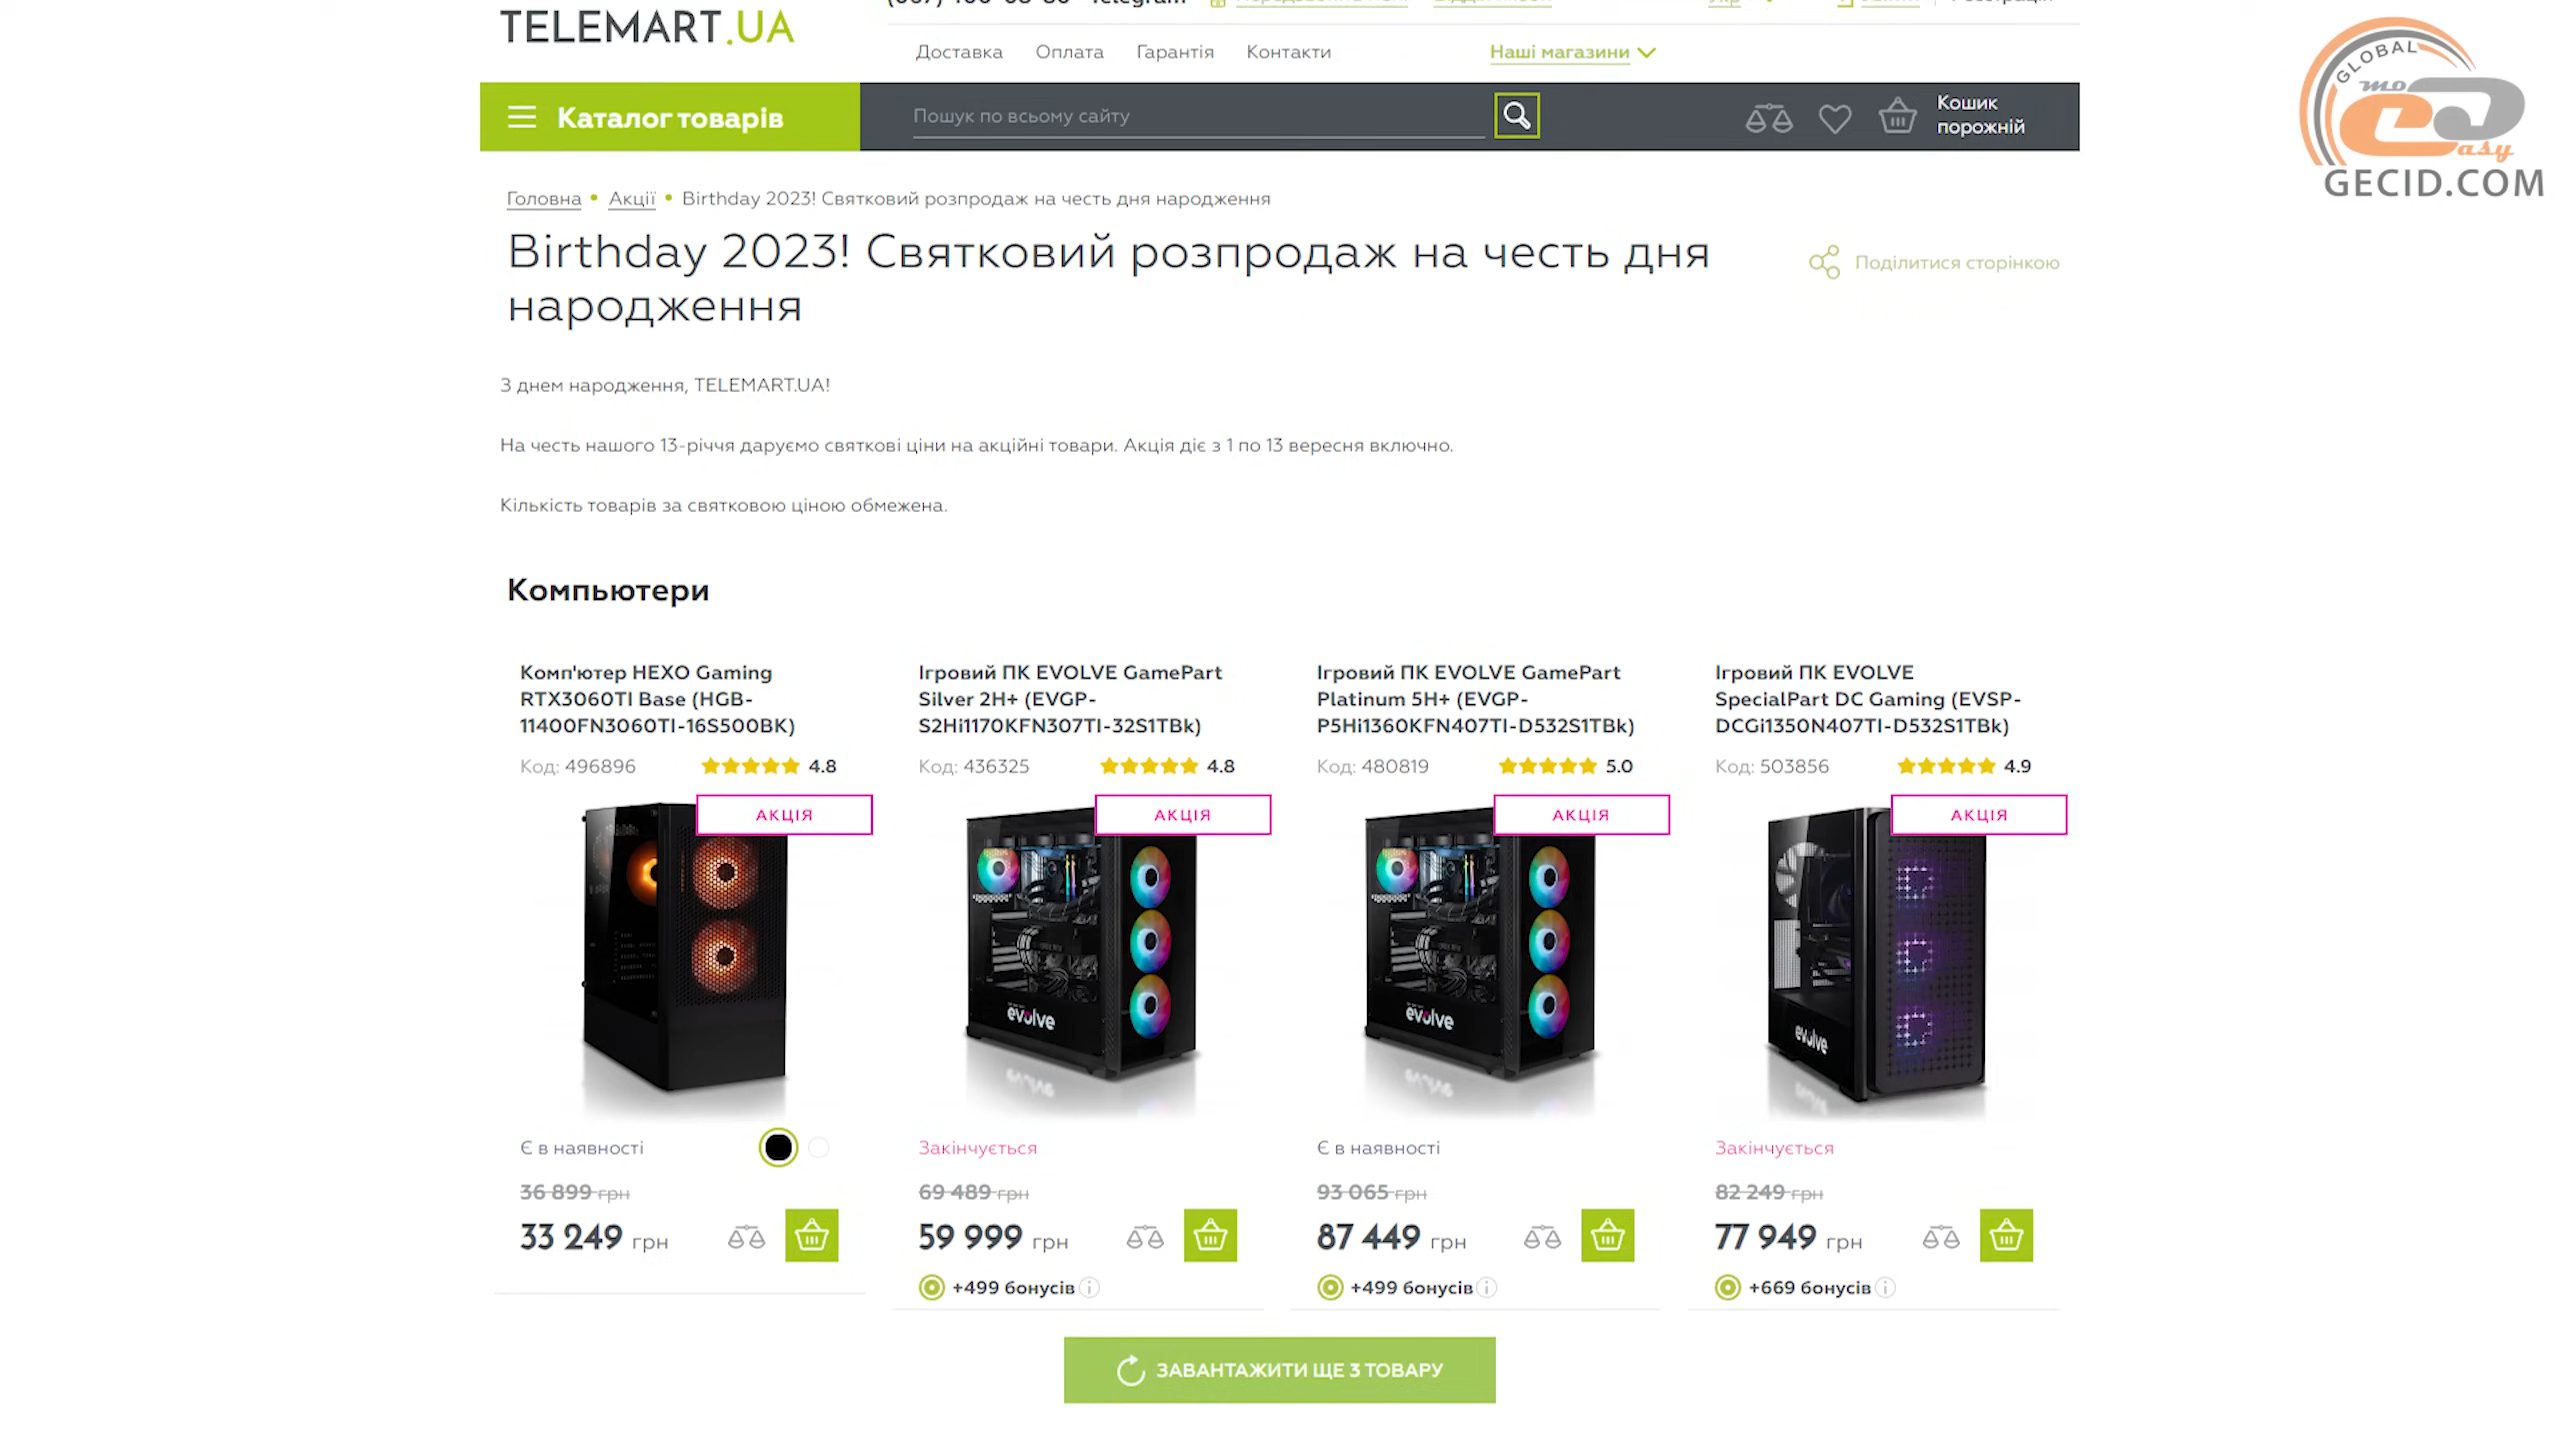 TELEMART.UA
Доставка Оплата Гарантія Контакти Наші магазини
Каталог товарів
Пошук по всьому сайту
Кошик
порожній
GLOBAL
mo
easy
GECID.COM
Головна • Акції • Birthday 2023! Святковий розпродаж на честь дня народження
Birthday 2023! Святковий розпродаж на честь дня
народження
Поділитися сторінкою
З днем народження, TELEMART.UA!
На честь нашого 13-річчя даруємо святкові ціни на акційні товари. Акція діє з 1 по 13 вересня включно.
Кількість товарів за святковою ціною обмежена.
Компьютери
Комп'ютер HEXO Gaming
RTX3060TI Base (HGB-
11400FN3060TI-16S500BK)
Код: 496896 4.8
АКЦІЯ
Є в наявності
36 899 грн
33 249 грн
Ігровий ПК EVOLVE GamePart
Silver 2H+ (EVGP-
S2Hi1170KFN307TI-32S1TBk)
Код: 436325 4.8
АКЦІЯ
evolve
Закінчується
69 489 грн
59 999 грн
+499 бонусів
Ігровий ПК EVOLVE GamePart
Platinum 5H+ (EVGP-
P5Hi1360KFN407TI-D532S1TBk)
Код: 480819 5.0
АКЦІЯ
evolve
Є в наявності
93 065 грн
87 449 грн
+499 бонусів
Ігровий ПК EVOLVE
SpecialPart DC Gaming (EVSP-
DCGi1350N407TI-D532S1TBk)
Код: 503856 4.9
АКЦІЯ
evolve
Закінчується
82 249 грн
77 949 грн
+669 бонусів
ЗАВАНТАЖИТИ ЩЕ 3 ТОВАРУ